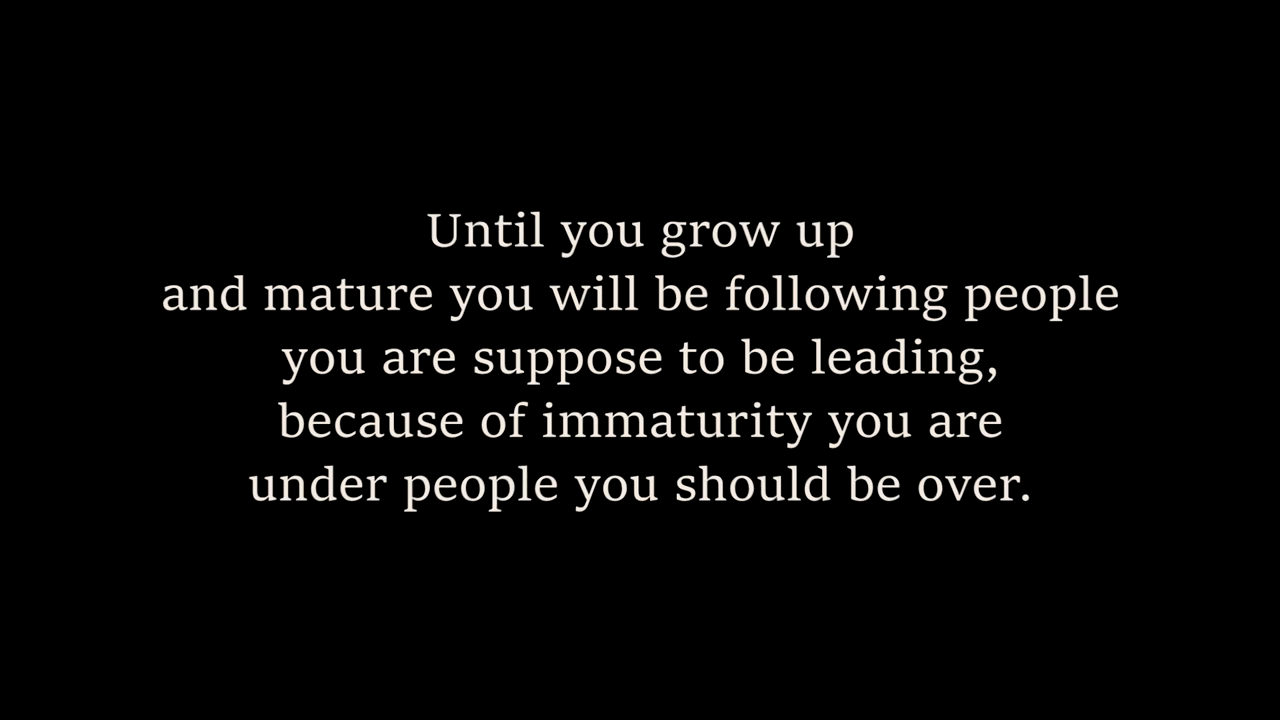 Until you grow up
and mature you will be following people
you are suppose to be leading,
because of immaturity you are
under people you should be over.